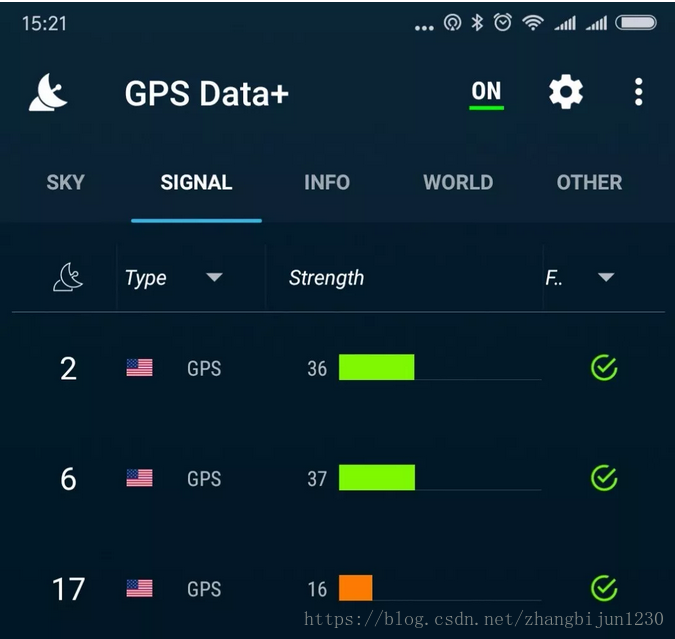 15:21
GPS Data+ ON
SKY SIGNAL INFO WORLD OTHER
Type Strength F..
2 GPS 36
6 GPS 37
17 GPS 16
https://blog.csdn.net/zhangbijun1230